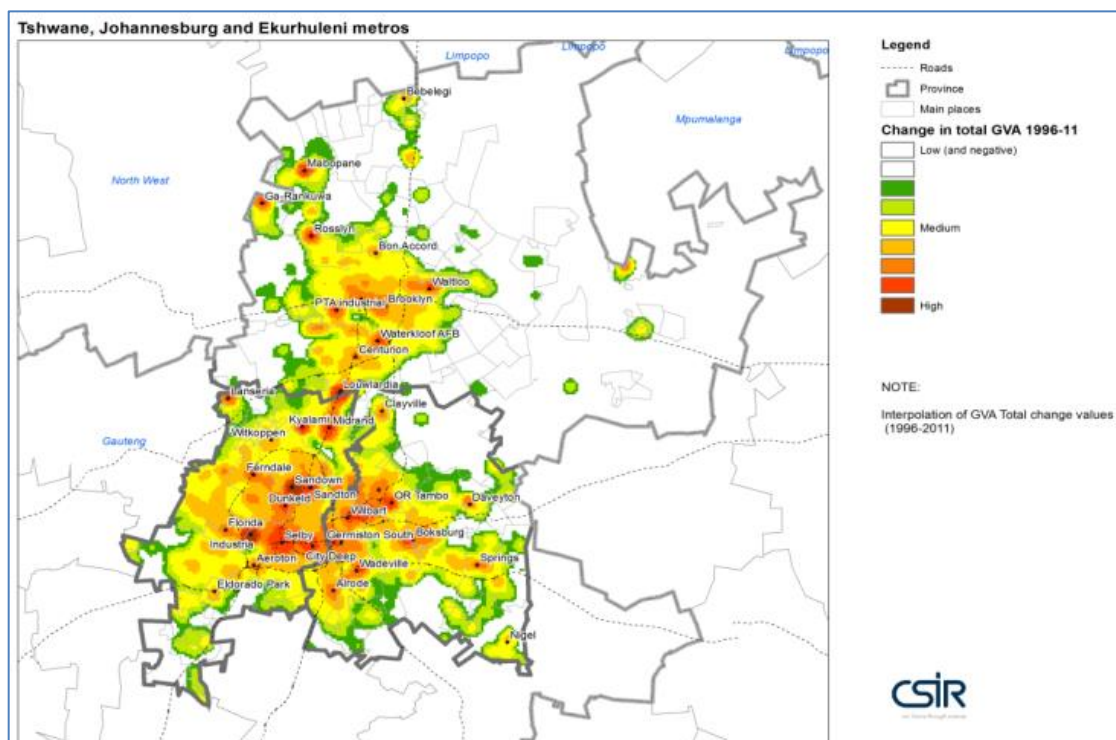 Tshwane, Johannesburg and Ekurhuleni metros
Limpopo
Limpopo
Limpopo
Bebelegi
Mpumalanga
Mabopane
North West
Ga-Rankuwa
Rosslyn
Bon Accord
Waltloo
PTA industrial
Brooklyn
Waterkloof AFB
Centurion
Louwlardia
Lanseria
Clayville
Kyalami
Midrand
Witkoppen
Gauteng
Ferndale
Sandown
Sandton
OR Tambo
Dunkeld
Daveyton
Wilbart
Florida
Selby
Germiston South
Boksburg
Industria
City Deep
Aeroton
Wadeville
Springs
Eldorado Park
Alrode
Nigel
Legend
Roads
Province
Main places
Change in total GVA 1996-11
Low (and negative)
Medium
High
NOTE:
Interpolation of GVA Total change values
(1996-2011)
CSIR